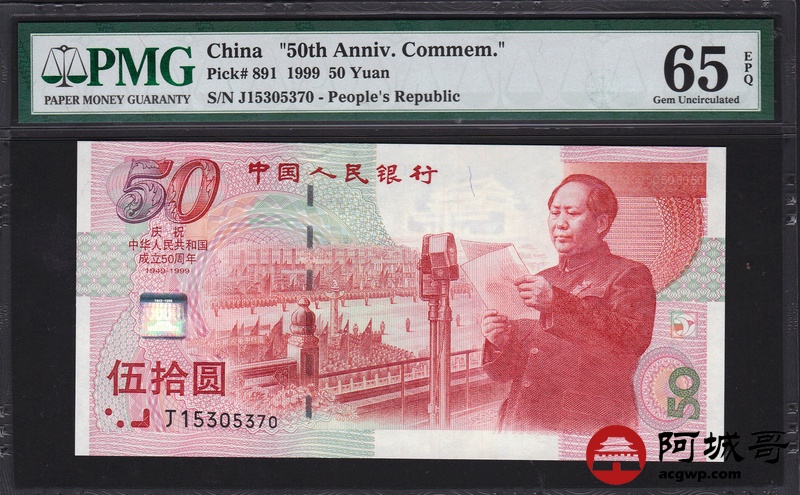 PMG
PAPER MONEY GUARANTY
China "50th Anniv. Commem."
Pick# 891 1999 50 Yuan
S/N J15305370 - People's Republic
65
EPQ
Gem Uncirculated
50
中国人民银行
庆祝
中华人民共和国
成立50周年
1949-1999
伍拾圆
J15305370
50
阿城哥
acgwp.com